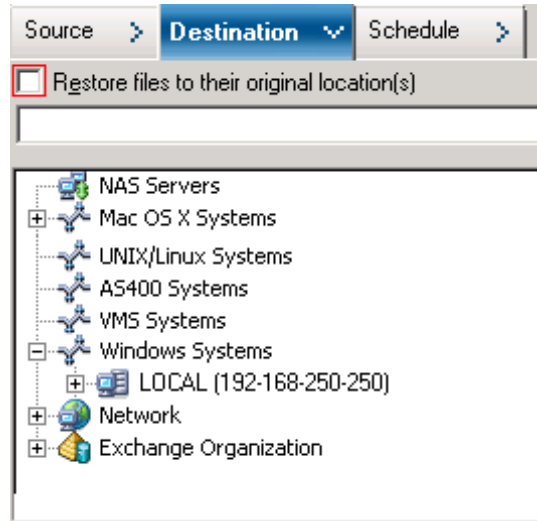 Source Destination Schedule
Restore files to their original location(s)
NAS Servers
Mac OS X Systems
UNIX/Linux Systems
AS400 Systems
VMS Systems
Windows Systems
LOCAL (192-168-250-250)
Network
Exchange Organization